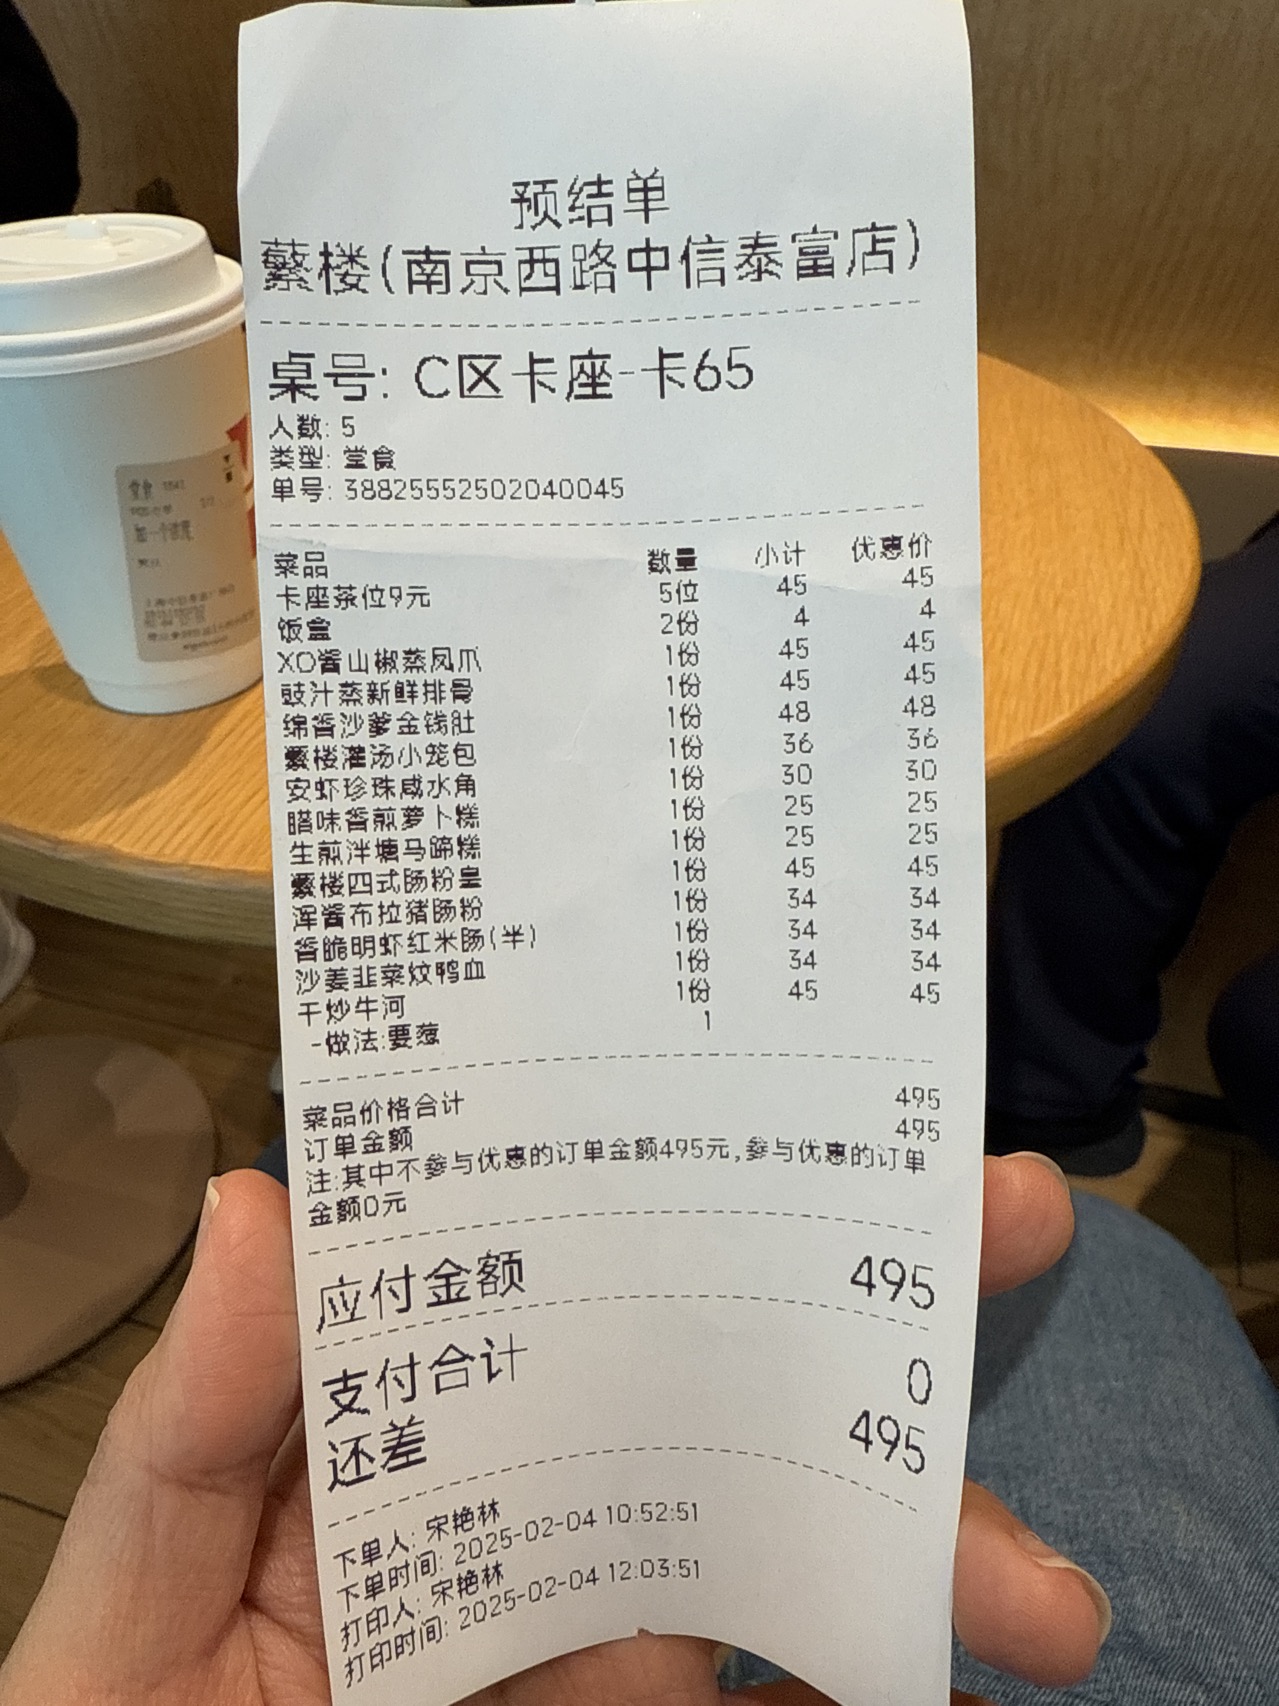 预结单
蘩楼(南京西路中信泰富店)
桌号: C区卡座-卡65
人数: 5
类型: 堂食
单号: 38825552502040045
菜品 数量 小计 优惠价
卡座茶位9元 5位 45 45
饭盒 2份 4 4
XO酱山椒蒸凤爪 1份 45 45
豉汁蒸新鲜排骨 1份 45 45
绵香沙爹金钱肚 1份 48 48
蘩楼灌汤小笼包 1份 36 36
安虾珍珠咸水角 1份 30 30
腊味香煎萝卜糕 1份 25 25
生煎泮塘马蹄糕 1份 25 25
蘩楼四式肠粉皇 1份 45 45
浑酱布拉猪肠粉 1份 34 34
香脆明虾红米肠(半) 1份 34 34
沙姜韭菜炆鸭血 1份 34 34
干炒牛河 1份 45 45
-做法:要葱 1
菜品价格合计 495
订单金额 495
注:其中不参与优惠的订单金额495元,参与优惠的订单
金额0元
应付金额 495
支付合计 0
还差 495
下单人: 宋艳林
下单时间: 2025-02-04 10:52:51
打印人: 宋艳林
打印时间: 2025-02-04 12:03:51
堂食
加一个浓度